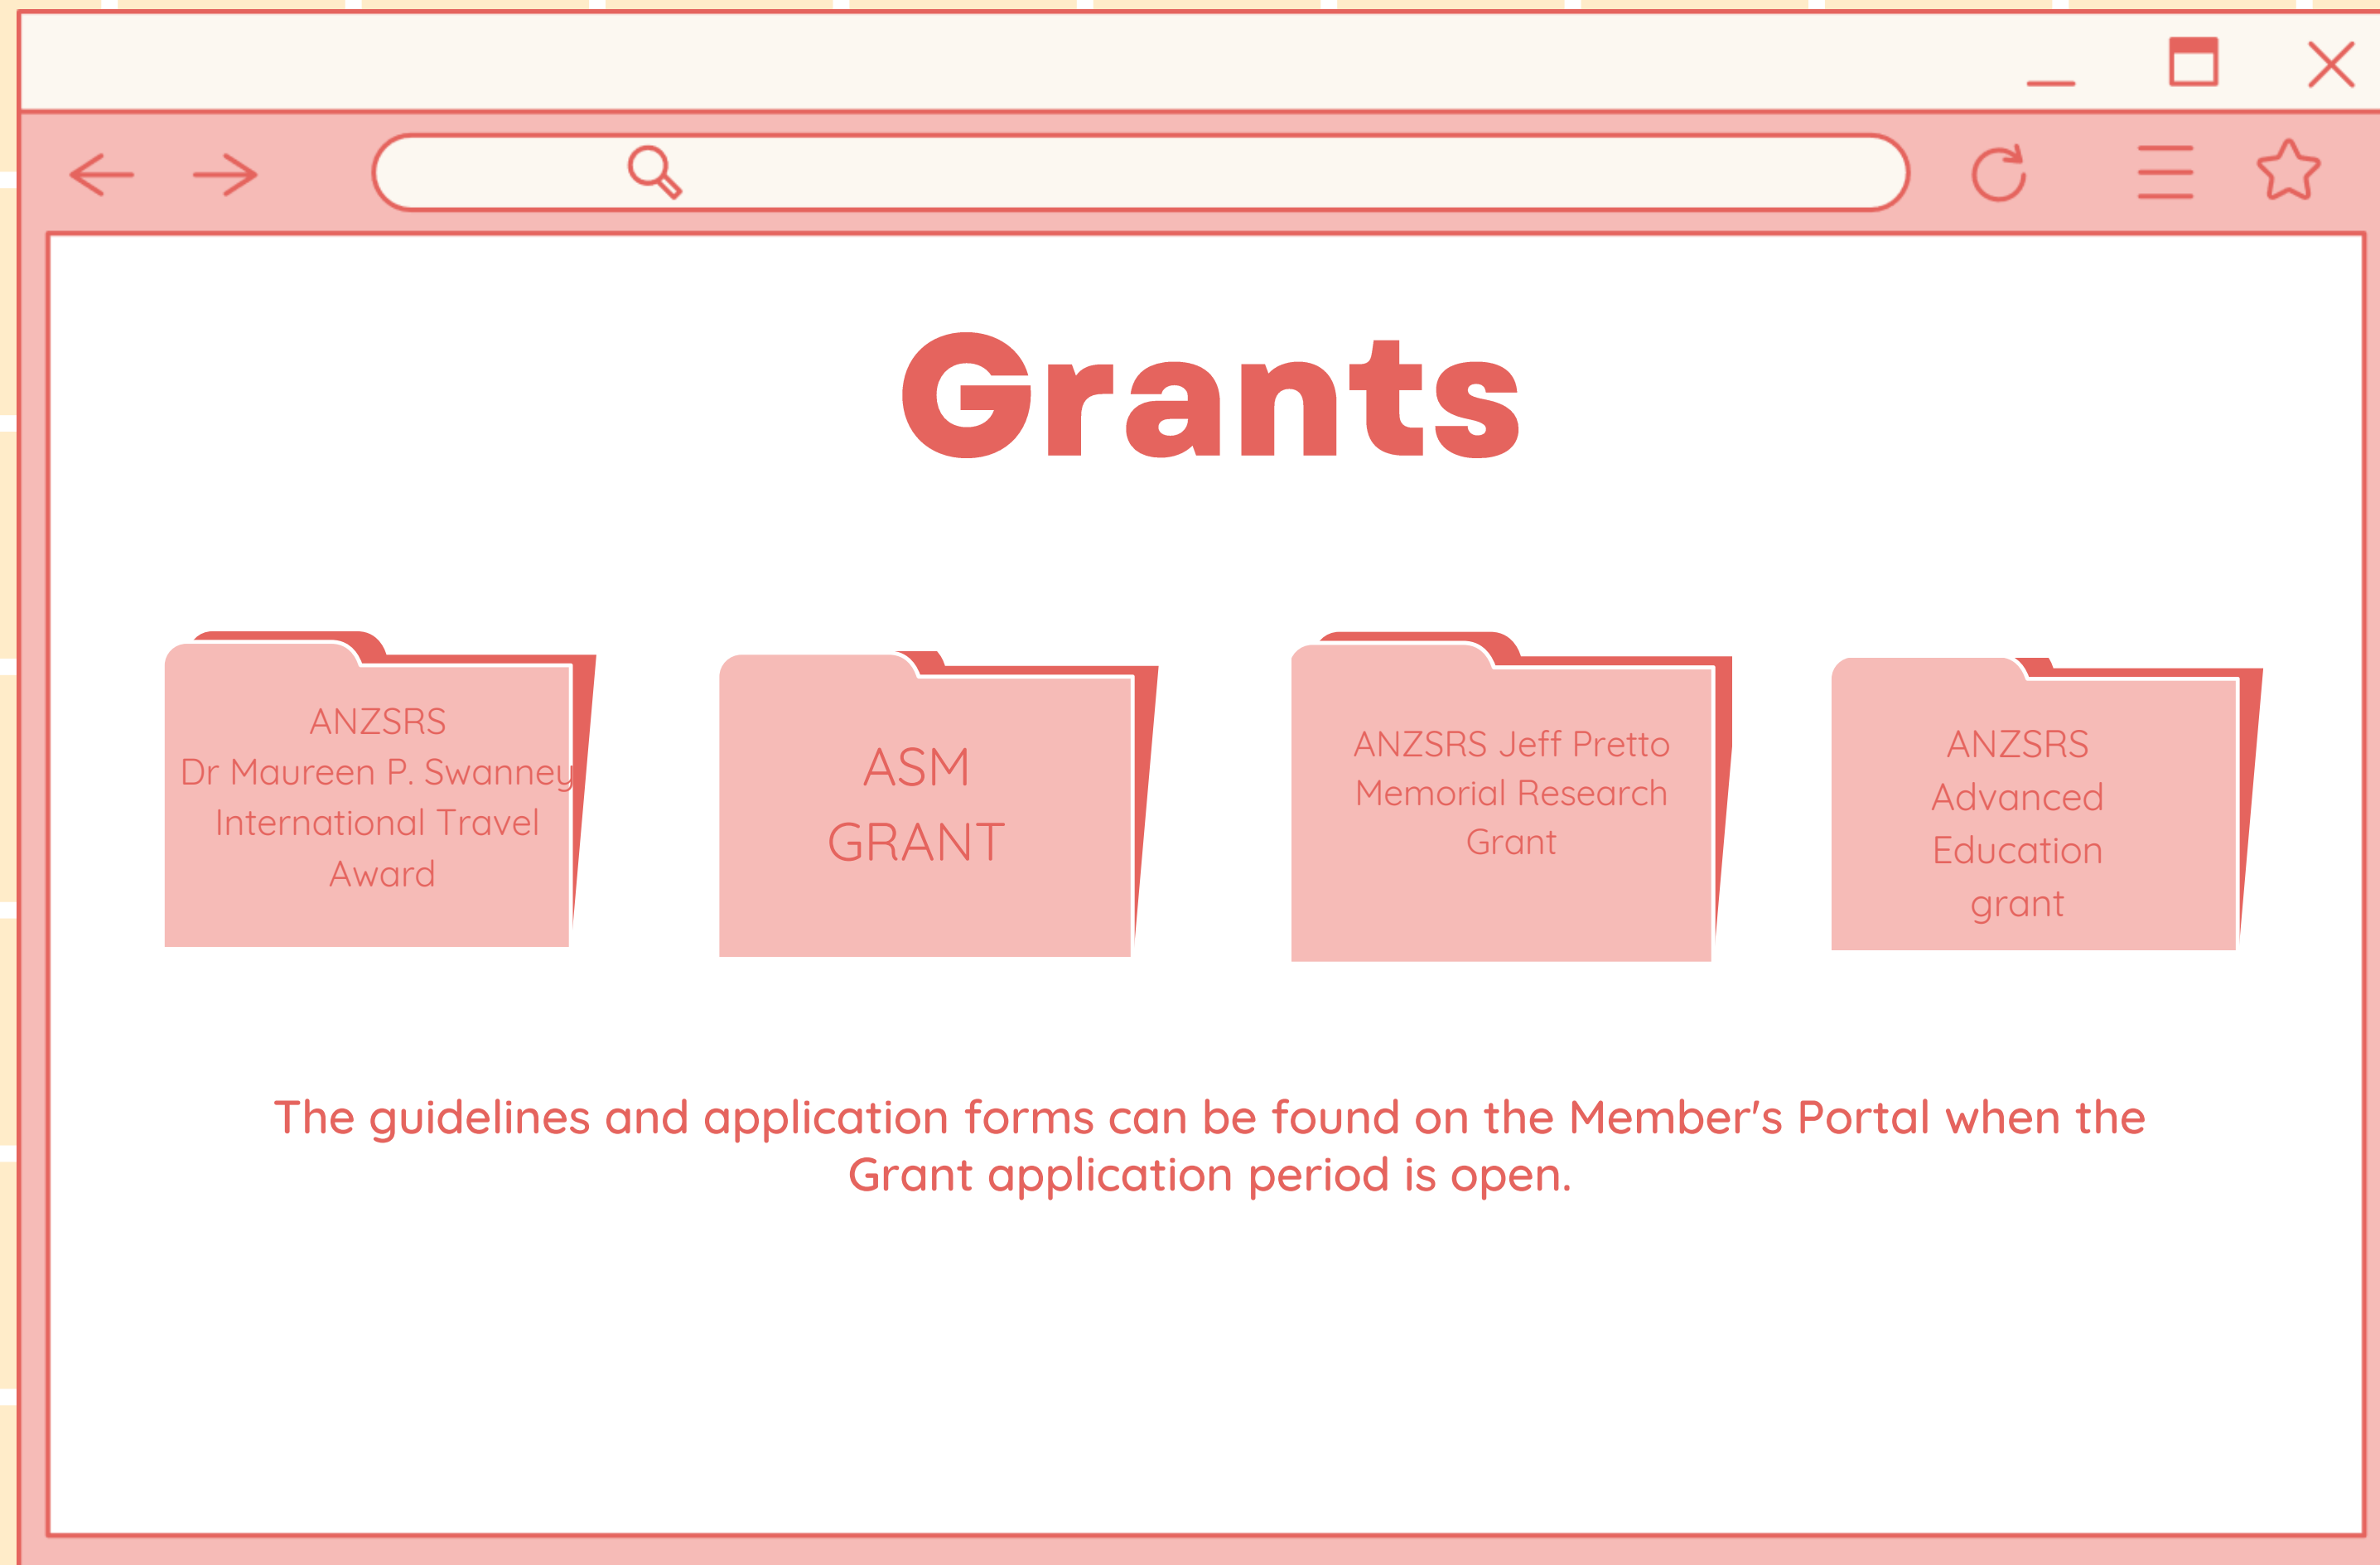 Grants
ANZSRS
Dr Maureen P. Swanney
International Travel
Award
ASM
GRANT
ANZSRS Jeff Pretto
Memorial Research
Grant
ANZSRS
Advanced
Education
grant
The guidelines and application forms can be found on the Member's Portal when the
Grant application period is open.